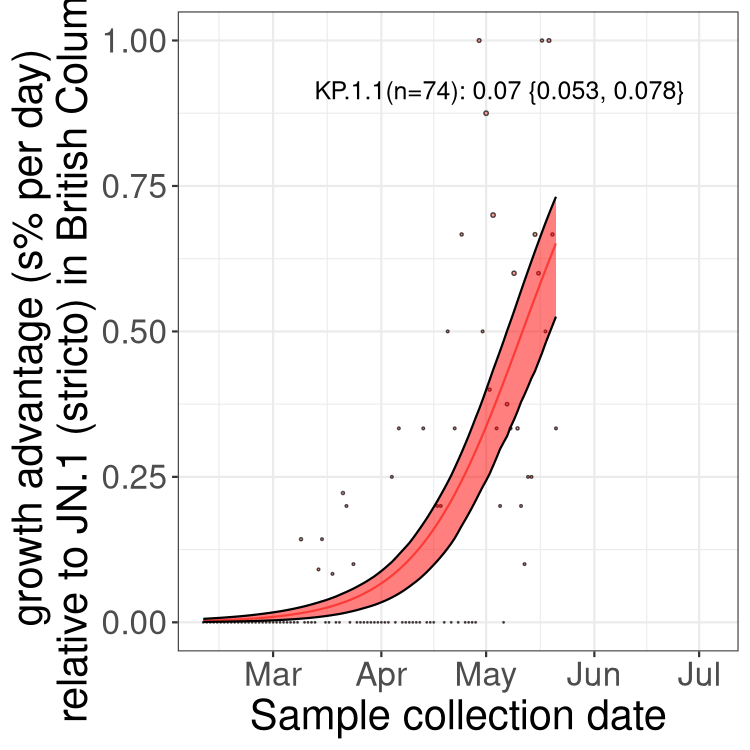 growth advantage (s% per day)
relative to JN.1 (stricto) in British Colum
1.00
0.75
0.50
0.25
0.00
KP.1.1(n=74): 0.07 {0.053, 0.078}
Mar Apr May Jun Jul
Sample collection date